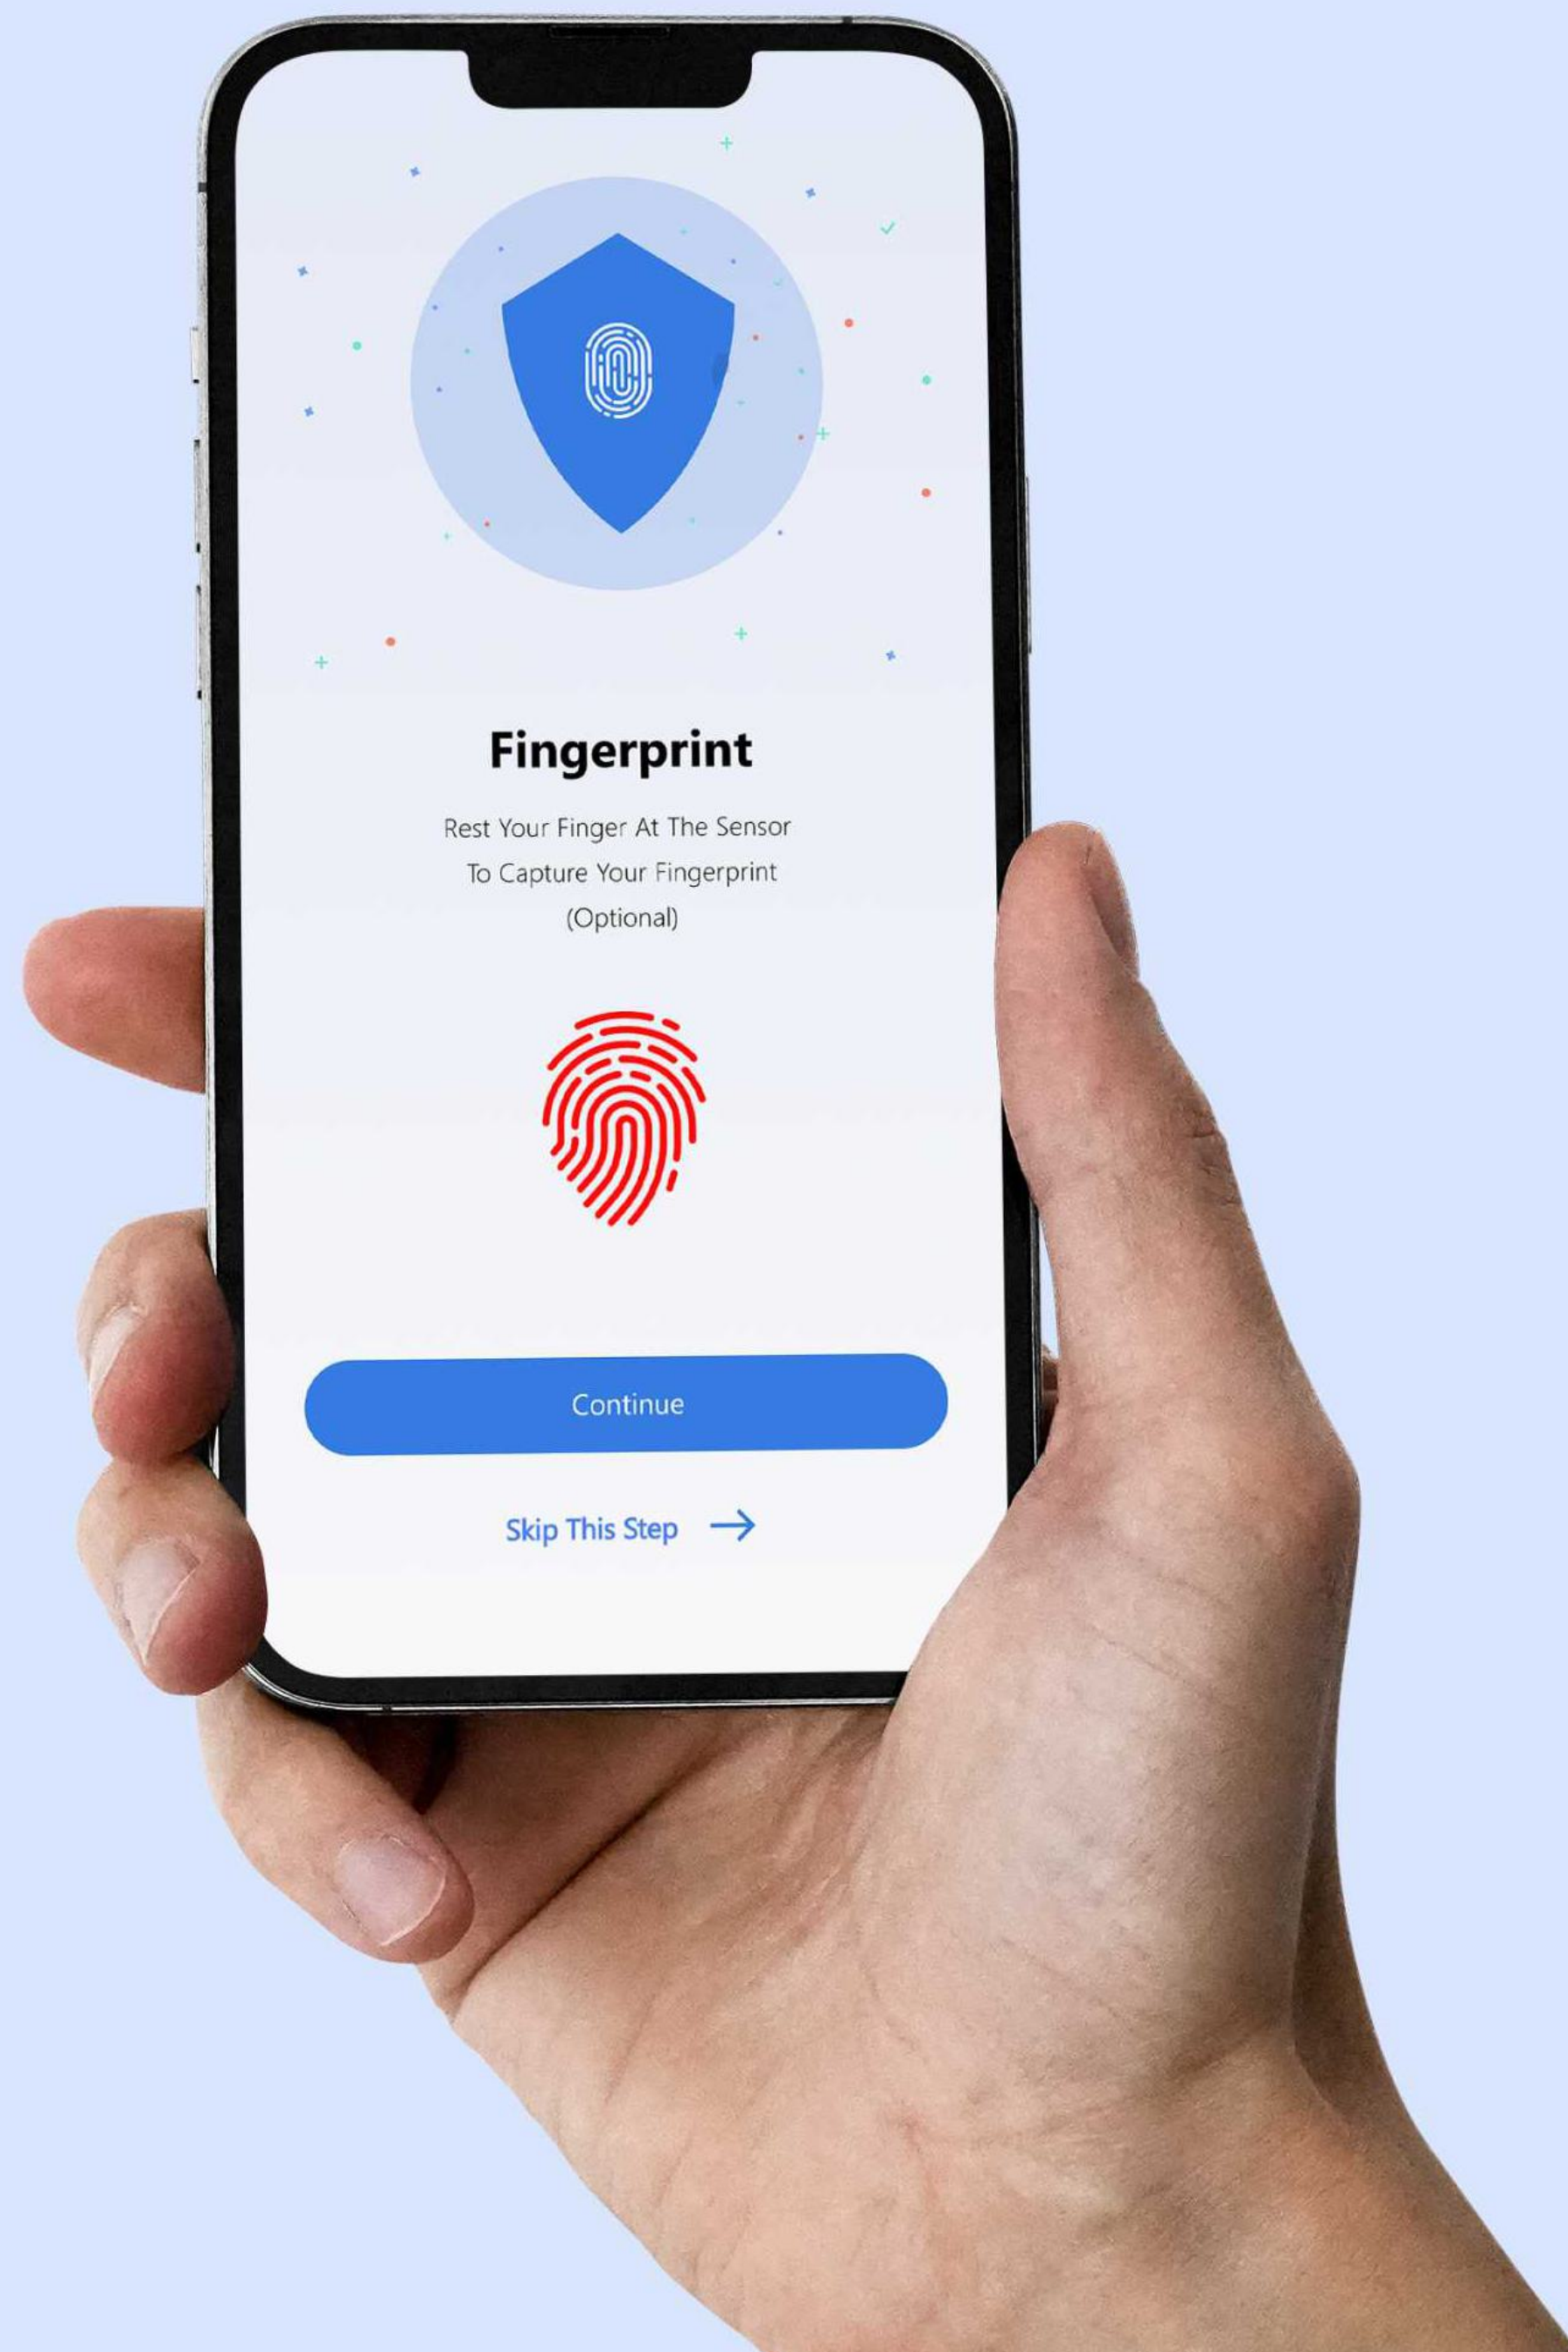 Fingerprint
Rest Your Finger At The Sensor
To Capture Your Fingerprint
(Optional)
Continue
Skip This Step